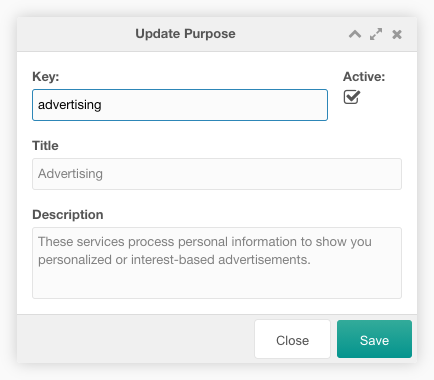 Update Purpose
Key:
Active:
advertising
Title
Advertising
Description
These services process personal information to show you
personalized or interest-based advertisements.
Close
Save